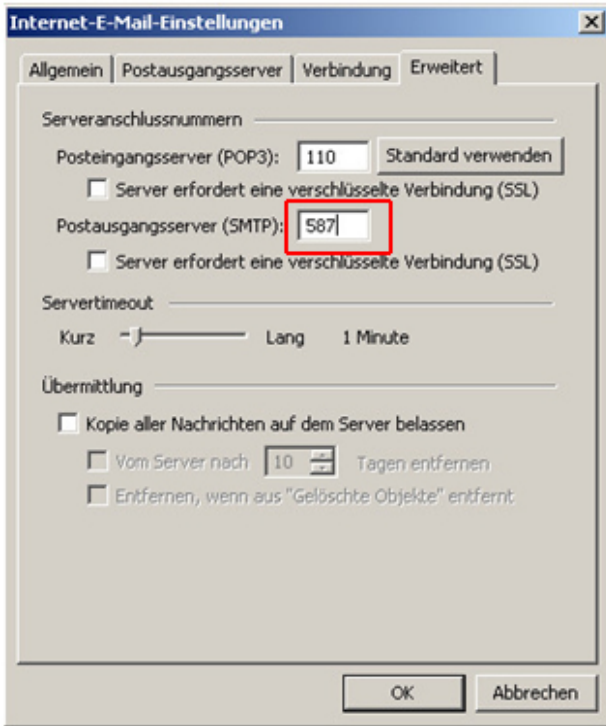 Internet-E-Mail-Einstellungen
Allgemein Postausgangsserver Verbindung Erweitert
Serveranschlussnummern
Posteingangsserver (POP3): 110 Standard verwenden
Server erfordert eine verschlüsselte Verbindung (SSL)
Postausgangsserver (SMTP): 587
Server erfordert eine verschlüsselte Verbindung (SSL)
Servertimeout
Kurz Lang 1 Minute
Übermittlung
Kopie aller Nachrichten auf dem Server belassen
Vom Server nach 10 Tagen entfernen
Entfernen, wenn aus "Gelöschte Objekte" entfernt
OK Abbrechen